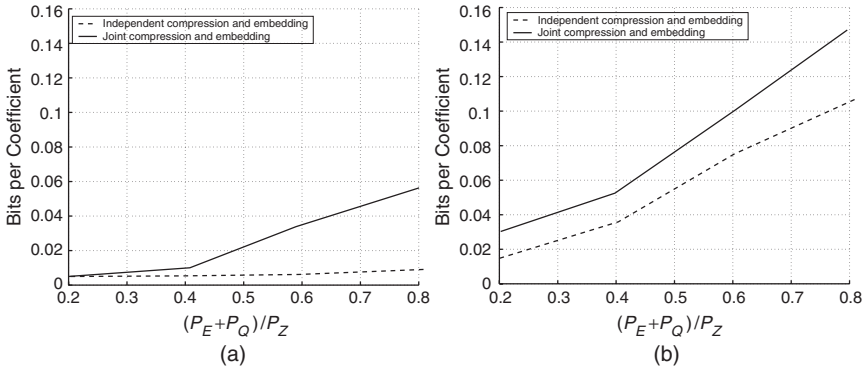 Independent compression and embedding
Joint compression and embedding
Bits per Coefficient
0.16
0.14
0.12
0.1
0.08
0.06
0.04
0.02
0
0.2 0.3 0.4 0.5 0.6 0.7 0.8
(P_E+P_Q)/P_Z
(a)
Independent compression and embedding
Joint compression and embedding
Bits per Coefficient
0.16
0.14
0.12
0.1
0.08
0.06
0.04
0.02
0
0.2 0.3 0.4 0.5 0.6 0.7 0.8
(P_E+P_Q)/P_Z
(b)